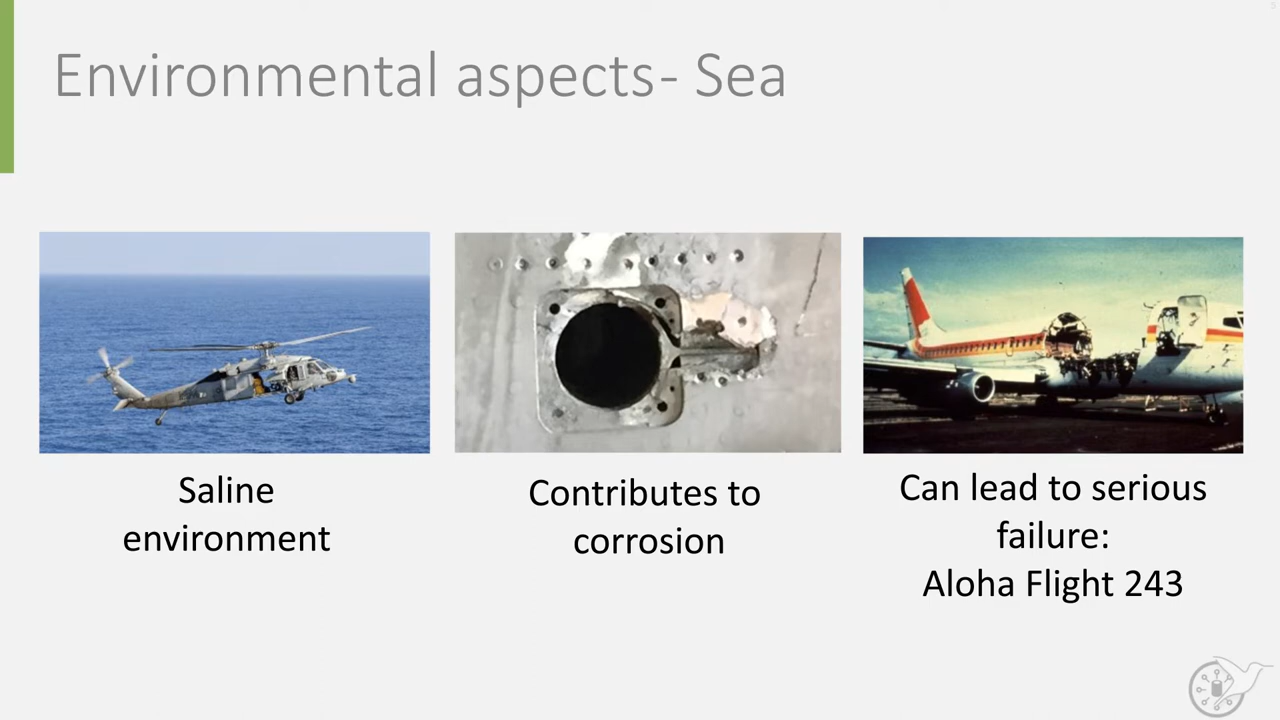 Environmental aspects- Sea
Saline
environment
Contributes to
corrosion
Can lead to serious
failure:
Aloha Flight 243